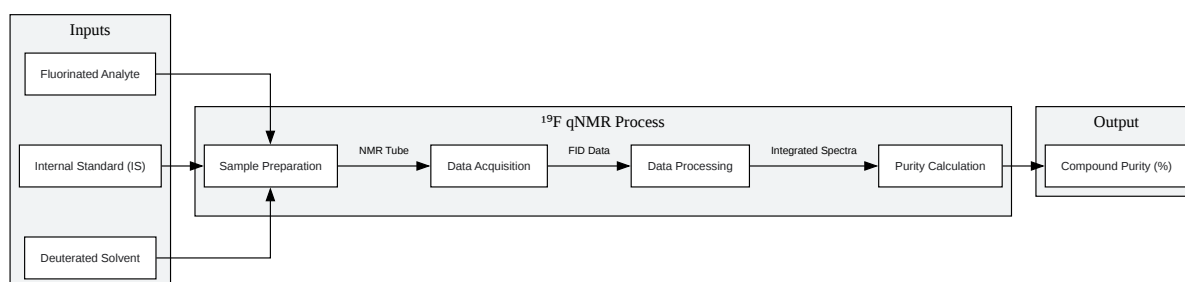 Inputs
Fluorinated Analyte
Internal Standard (IS)
Deuterated Solvent
¹⁹F qNMR Process
Sample Preparation
NMR Tube
Data Acquisition
FID Data
Data Processing
Integrated Spectra
Purity Calculation
Output
Compound Purity (%)